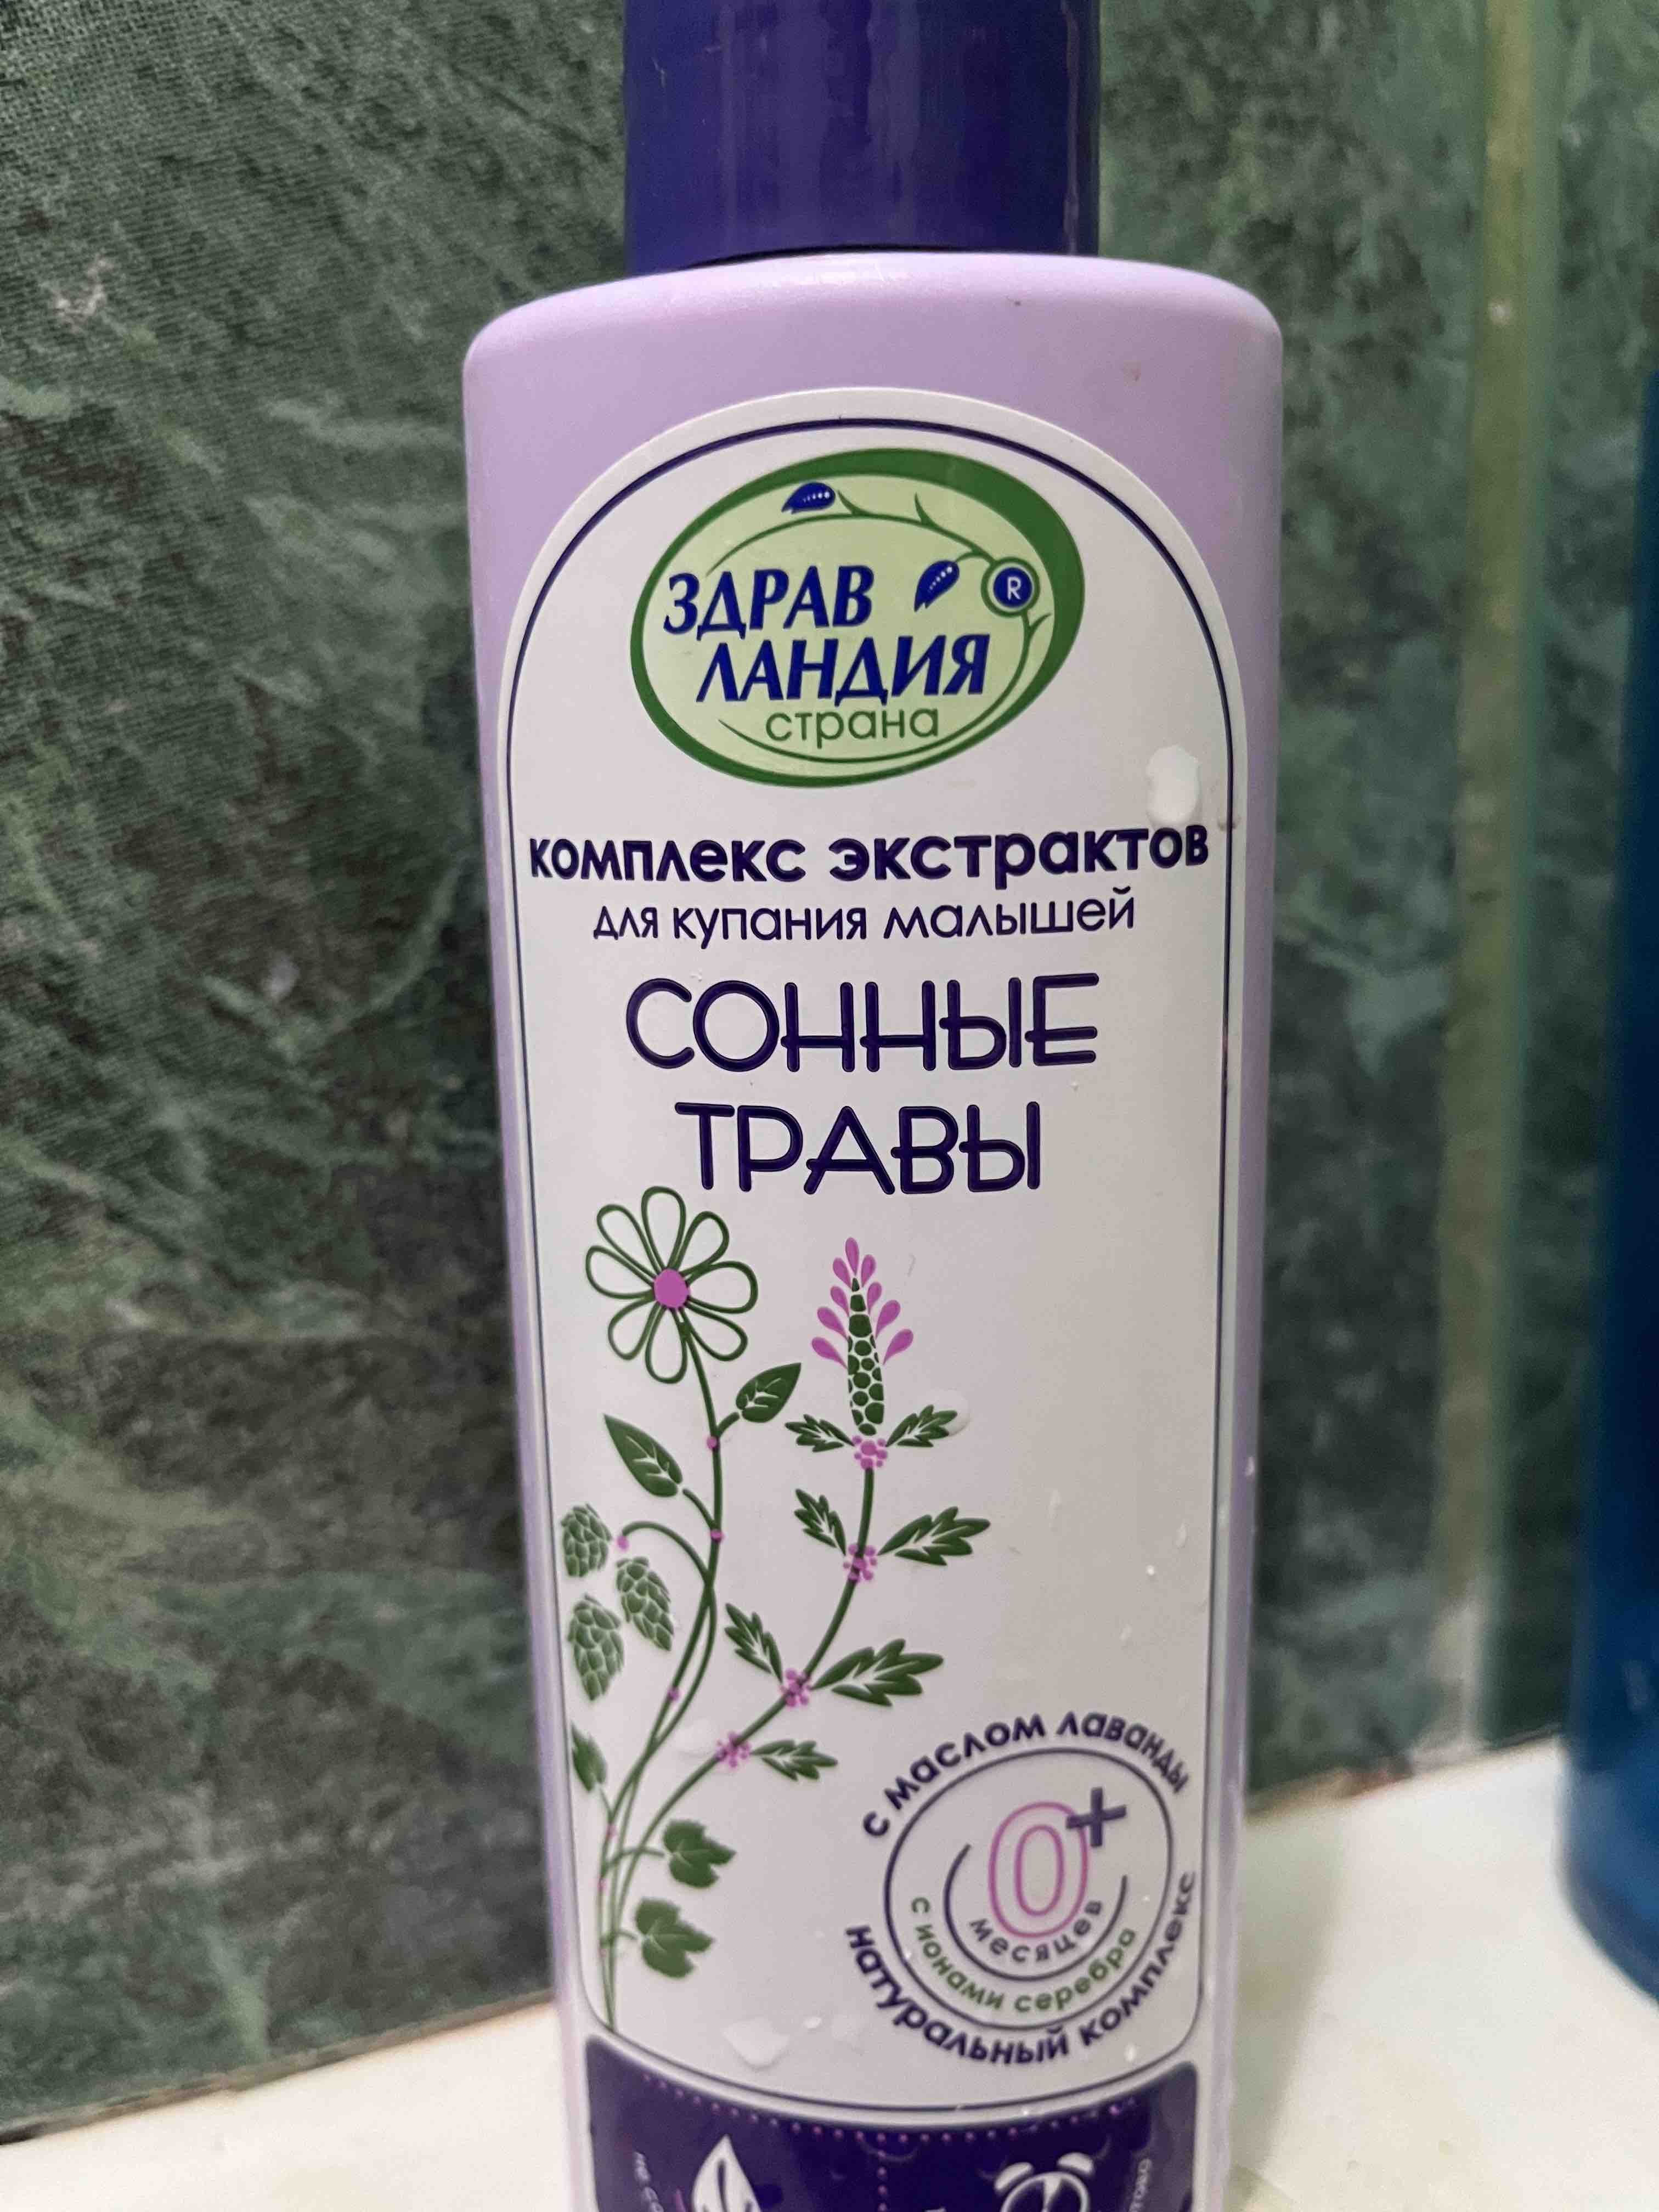 ЗДРАВ
ЛАНДИЯ
®
страна
комплекс экстрактов
для купания малышей
СОННЫЕ
ТРАВЫ
с маслом лаванды
0+
месяцев
с ионами серебра
натуральный комплекс